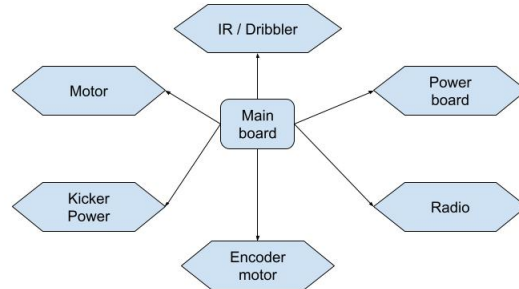 IR / Dribbler
Motor
Power
board
Main
board
Kicker
Power
Radio
Encoder
motor